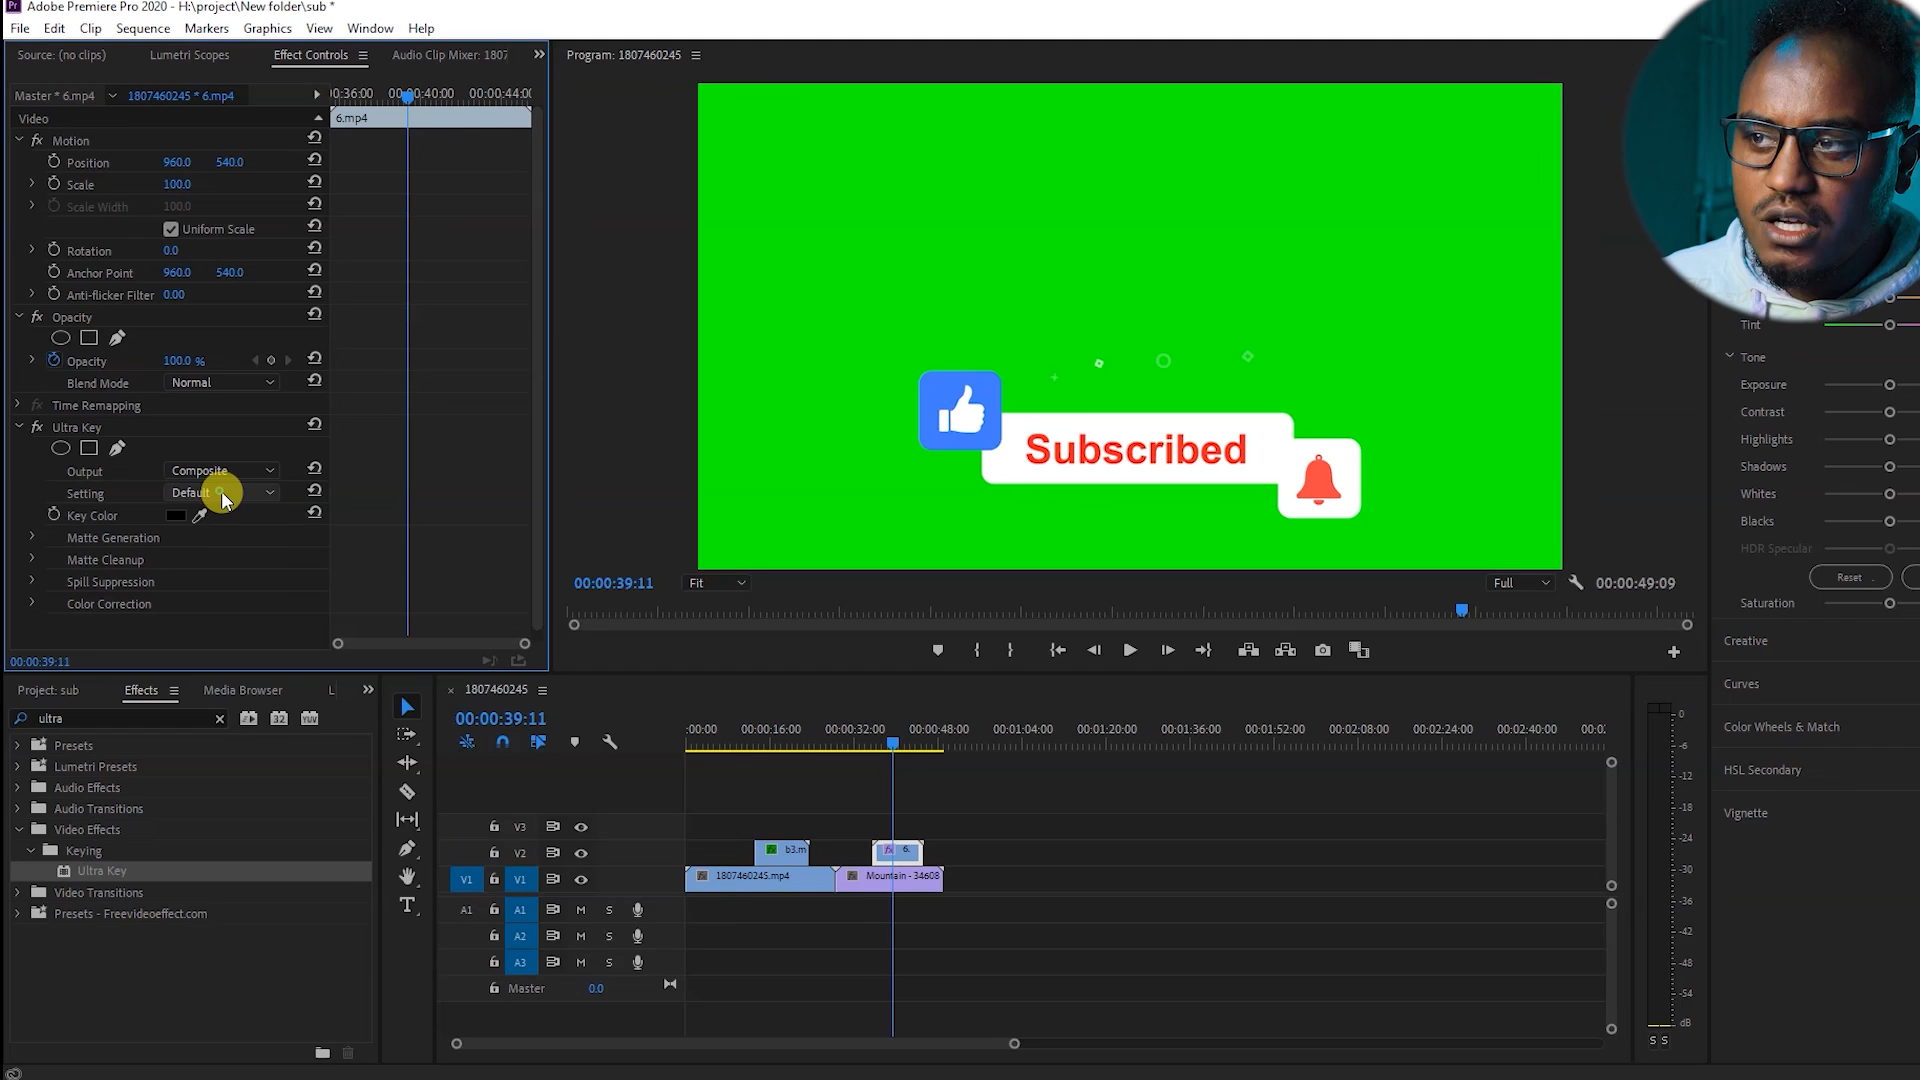 Pr Adobe Premiere Pro 2020 - H:\project\New folder\sub *
File Edit Clip Sequence Markers Graphics View Window Help
Source: (no clips) Lumetri Scopes Effect Controls Audio Clip Mixer: 1807
Master * 6.mp4 1807460245 * 6.mp4
00:36:00 00:00:40:00 00:00:44:00
Video
6.mp4
fx Motion
Position 960.0 540.0
Scale 100.0
Scale Width 100.0
Uniform Scale
Rotation 0.0
Anchor Point 960.0 540.0
Anti-flicker Filter 0.00
fx Opacity
Opacity 100.0 %
Blend Mode Normal
fx Time Remapping
fx Ultra Key
Output Composite
Setting Default
Key Color
Matte Generation
Matte Cleanup
Spill Suppression
Color Correction
00:00:39:11
Program: 1807460245
Subscribed
00:00:39:11 Fit Full 00:00:49:09
Tint
Tone
Exposure
Contrast
Highlights
Shadows
Whites
Blacks
HDR Specular
Reset
Saturation
Creative
Curves
Color Wheels & Match
HSL Secondary
Vignette
Project: sub Effects Media Browser L
ultra 32 YUV
Presets
Lumetri Presets
Audio Effects
Audio Transitions
Video Effects
Keying
Ultra Key
Video Transitions
Presets - Freevideoeffect.com
1807460245
00:00:39:11
:00:00 00:00:16:00 00:00:32:00 00:00:48:00 00:01:04:00 00:01:20:00 00:01:36:00 00:01:52:00 00:02:08:00 00:02:24:00 00:02:40:00 00:0
V3
V2 b3.m fx 6.
V1 V1 1807460245.mp4 Mountain - 34608
A1 A1 M S
A2 M S
A3 M S
Master 0.0
0
-6
-12
-18
-24
-30
-36
-42
-48
-54
dB
S S